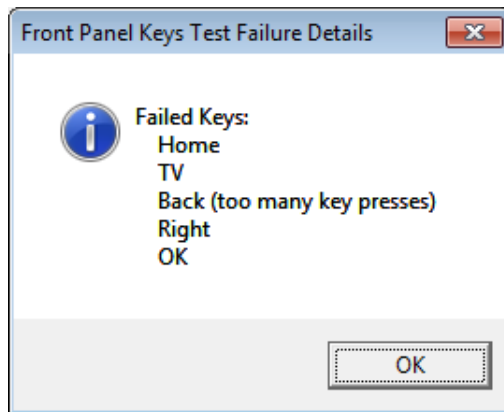 Front Panel Keys Test Failure Details
Failed Keys:
Home
TV
Back (too many key presses)
Right
OK
OK